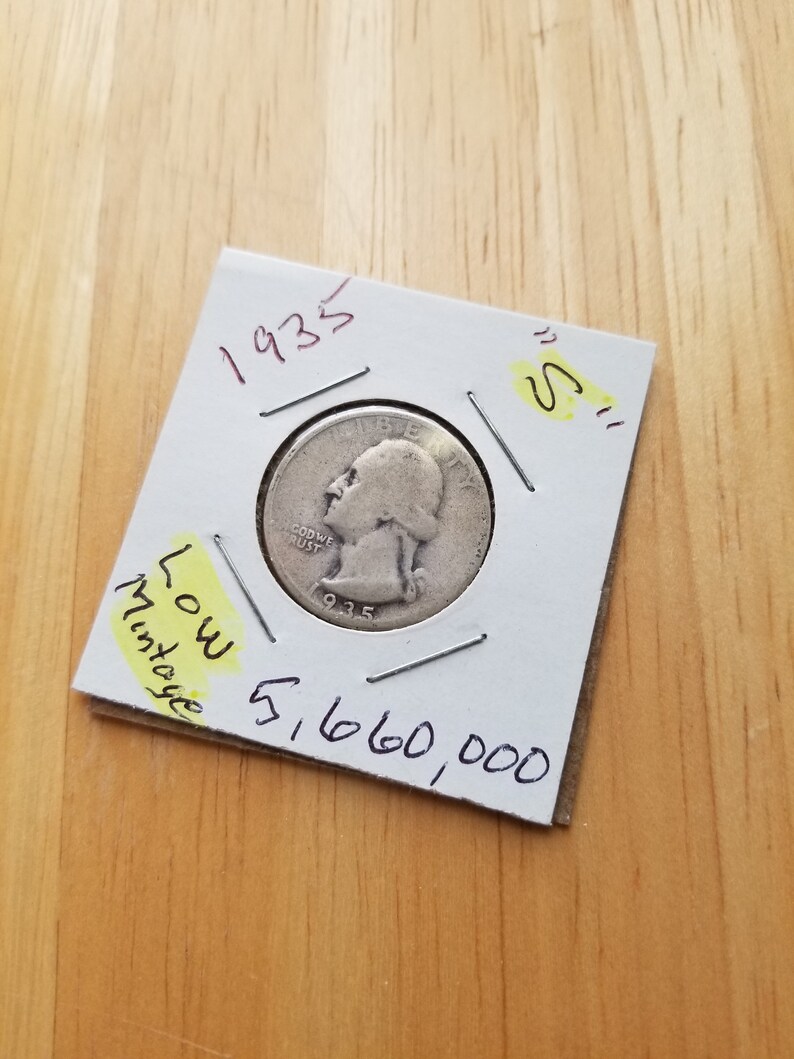 1935
"S"
LIBERTY
IN GOD WE
TRUST
1935
Low
Mintage
5,660,000